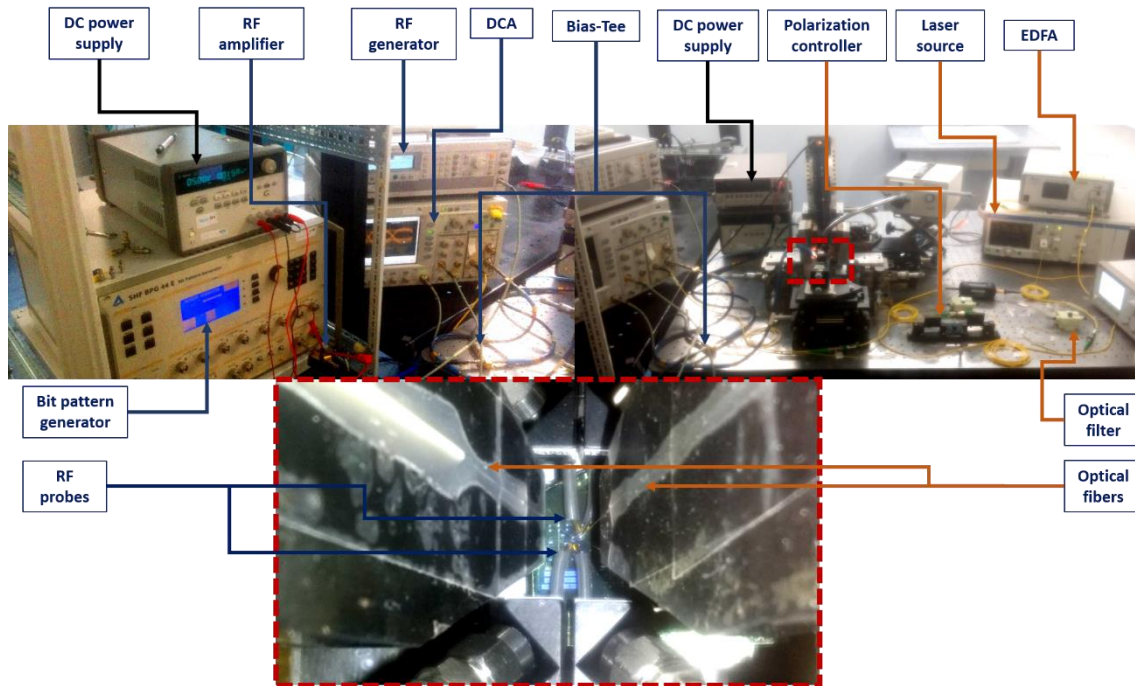 DC power
supply
RF
amplifier
RF
generator
DCA
Bias-Tee
DC power
supply
Polarization
controller
Laser
source
EDFA
SHF BPG 44 E
Bit pattern
generator
Optical
filter
RF
probes
Optical
fibers